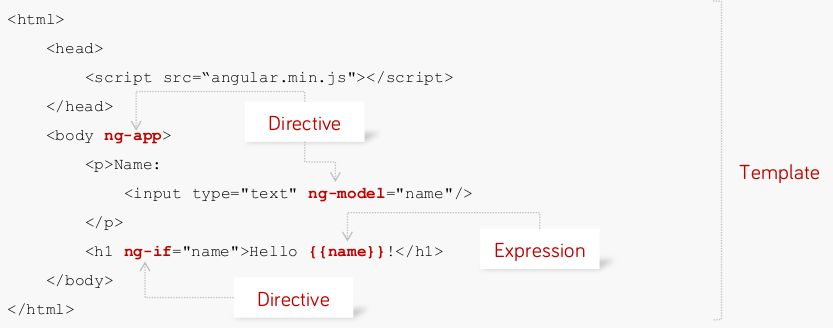 <html>
<head>
<script src=“angular.min.js"></script>
</head>
Directive
<body ng-app>
<p>Name:
Template
<input type="text" ng-model="name"/>
</p>
<h1 ng-if="name">Hello {{name}}!</h1>
Expression
</body>
Directive
</html>